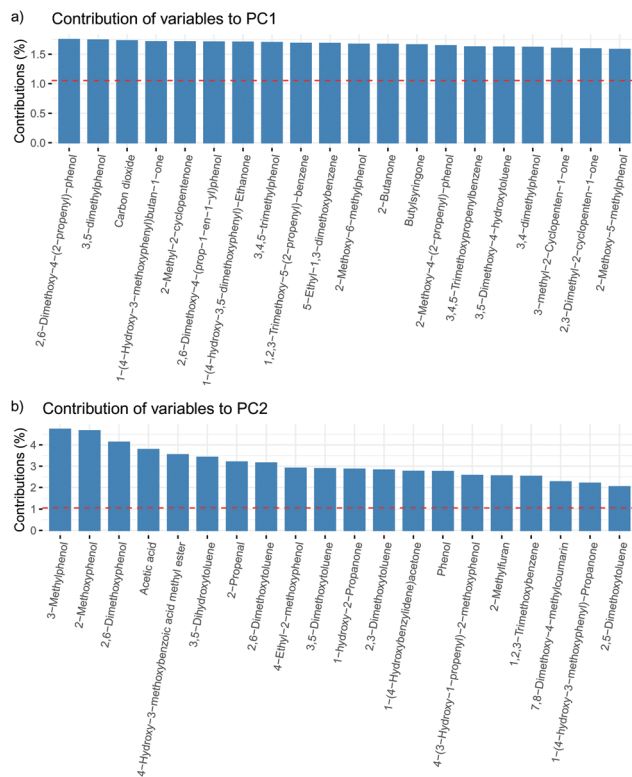 a) Contribution of variables to PC1
Contributions (%)
1.5
1.0
0.5
0.0
2,6−Dimethoxy−4−(2−propenyl)−phenol
3,5−dimethylphenol
Carbon dioxide
1−(4−Hydroxy−3−methoxyphenyl)butan−1−one
2−Methyl−2−cyclopentenone
2,6−Dimethoxy−4−(prop−1−en−1−yl)phenol
1−(4−hydroxy−3,5−dimethoxyphenyl)−Ethanone
3,4,5−trimethylphenol
1,2,3−Trimethoxy−5−(2−propenyl)−benzene
5−Ethyl−1,3−dimethoxybenzene
2−Methoxy−6−methylphenol
2−Butanone
Butylsyringone
2−Methoxy−4−(2−propenyl)−phenol
3,4,5−Trimethoxypropenylbenzene
3,5−Dimethoxy−4−hydroxytoluene
3,4−dimethylphenol
3−methyl−2−Cyclopenten−1−one
2,3−Dimethyl−2−cyclopenten−1−one
2−Methoxy−5−methylphenol
b) Contribution of variables to PC2
Contributions (%)
4
3
2
1
0
3−Methylphenol
2−Methoxyphenol
2,6−Dimethoxyphenol
Acetic acid
4−Hydroxy−3−methoxybenzoic acid methyl ester
3,5−Dihydroxytoluene
2−Propenal
2,6−Dimethoxytoluene
4−Ethyl−2−methoxyphenol
3,5−Dimethoxytoluene
1−hydroxy−2−Propanone
2,3−Dimethoxytoluene
1−(4−Hydroxybenzylidene)acetone
Phenol
4−(3−Hydroxy−1−propenyl)−2−methoxyphenol
2−Methylfuran
1,2,3−Trimethoxybenzene
7,8−Dimethoxy−4−methylcoumarin
1−(4−hydroxy−3−methoxyphenyl)−Propanone
2,5−Dimethoxytoluene